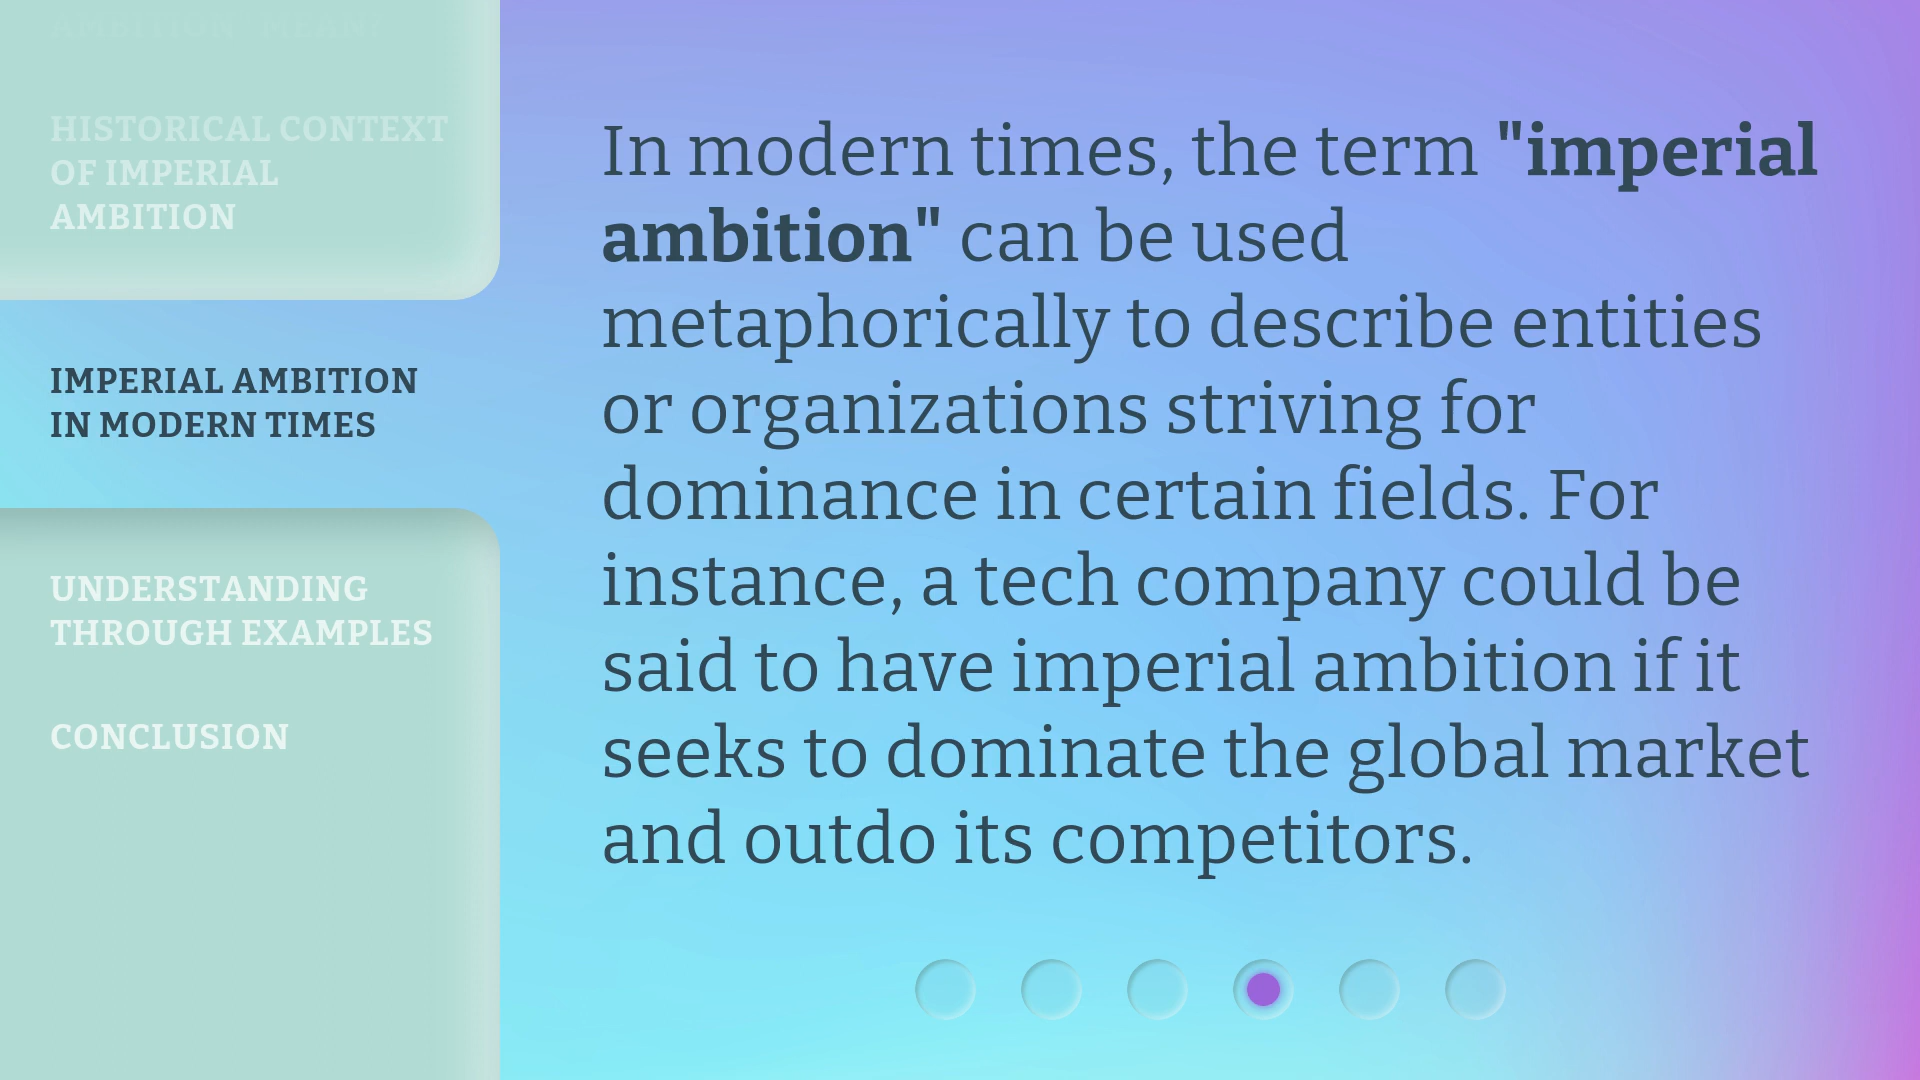 AMBITION" MEAN?
HISTORICAL CONTEXT
OF IMPERIAL
AMBITION
IMPERIAL AMBITION
IN MODERN TIMES
UNDERSTANDING
THROUGH EXAMPLES
CONCLUSION
In modern times, the term "imperial
ambition" can be used
metaphorically to describe entities
or organizations striving for
dominance in certain fields. For
instance, a tech company could be
said to have imperial ambition if it
seeks to dominate the global market
and outdo its competitors.